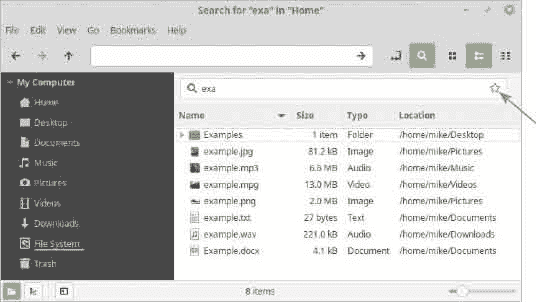 Search for "exa" in "Home"
File Edit View Go Bookmarks Help
My Computer
Home
Desktop
Documents
Music
Pictures
Videos
Downloads
File System
Trash
exa
Name Size Type Location
Examples 1 item Folder /home/mike/Desktop
example.jpg 81.2 kB Image /home/mike/Pictures
example.mp3 6.6 MB Audio /home/mike/Music
example.mpg 13.0 MB Video /home/mike/Videos
example.png 2.0 MB Image /home/mike/Pictures
example.txt 27 bytes Text /home/mike/Documents
example.wav 221.0 kB Audio /home/mike/Downloads
Example.docx 4.1 kB Document /home/mike/Documents
8 items